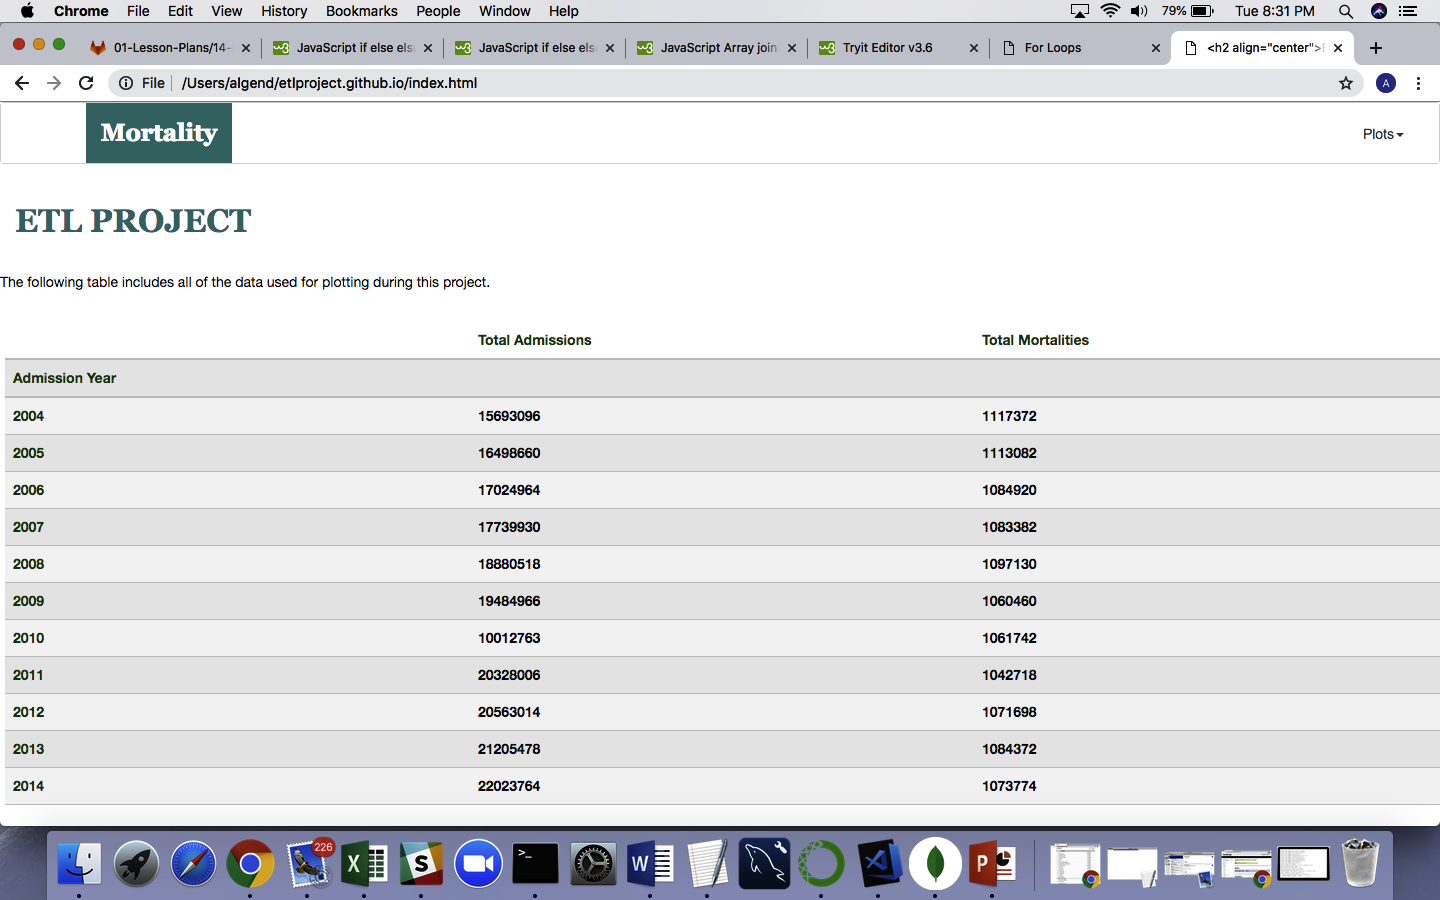 Chrome File Edit View History Bookmarks People Window Help 79% Tue 8:31 PM
01-Lesson-Plans/14- JavaScript if else els JavaScript if else els JavaScript Array join Tryit Editor v3.6 For Loops <h2 align="center">
File /Users/algend/etlproject.github.io/index.html A
Mortality Plots
ETL PROJECT
The following table includes all of the data used for plotting during this project.
Total Admissions Total Mortalities
Admission Year
2004 15693096 1117372
2005 16498660 1113082
2006 17024964 1084920
2007 17739930 1083382
2008 18880518 1097130
2009 19484966 1060460
2010 10012763 1061742
2011 20328006 1042718
2012 20563014 1071698
2013 21205478 1084372
2014 22023764 1073774
226 X S >_ W P